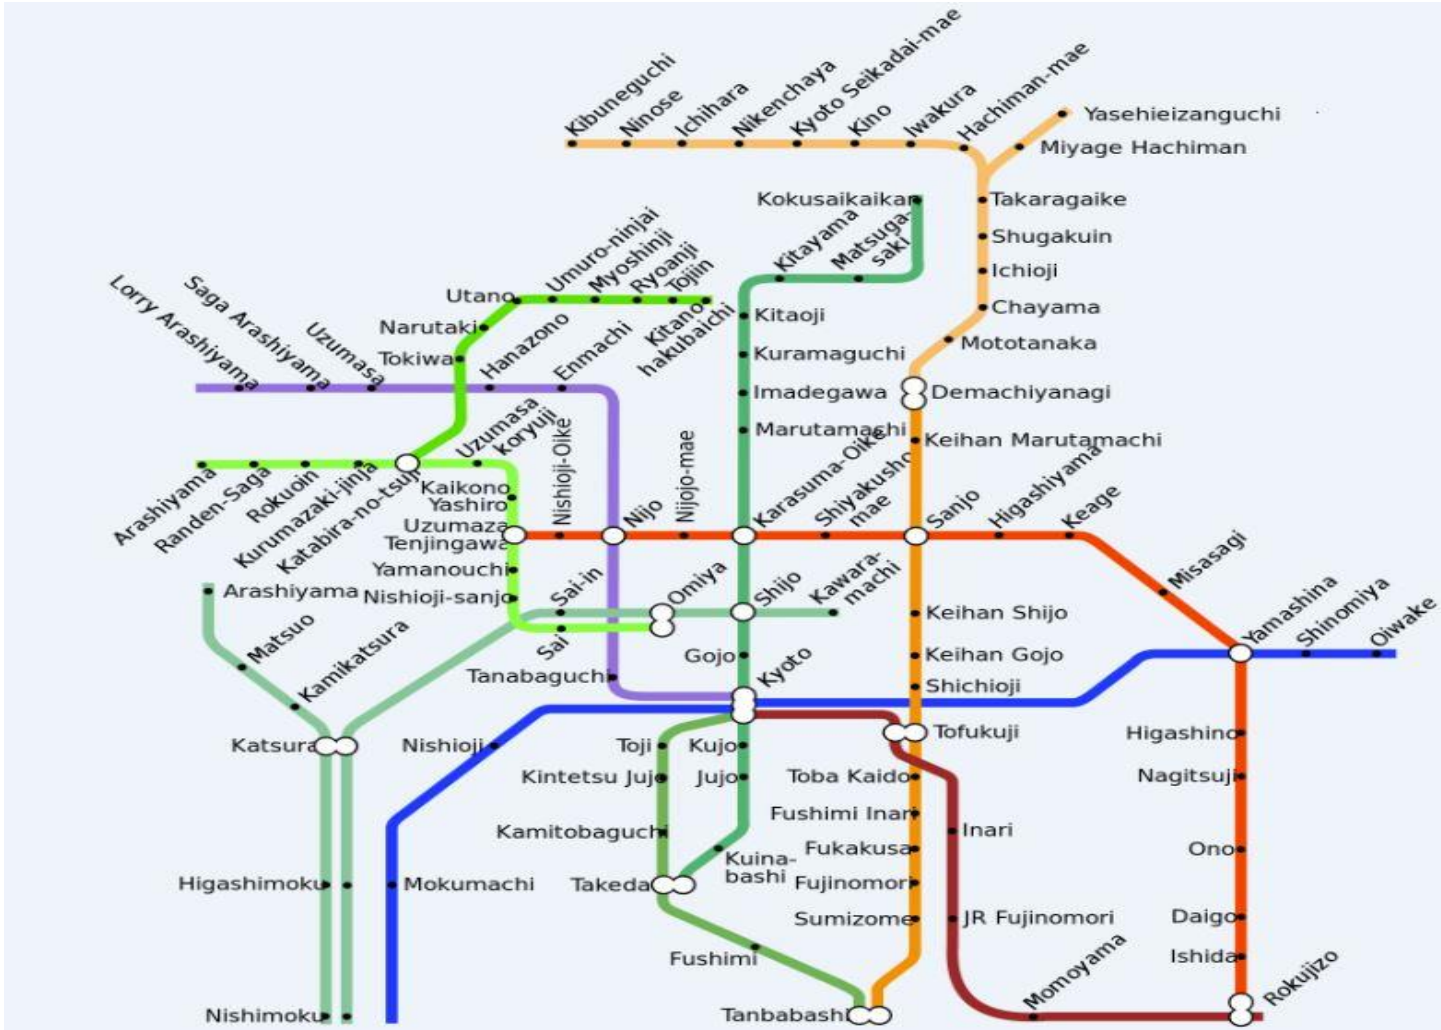 Kibuneguchi
Ninose
Ichihara
Nikenchaya
Kyoto Seikadai-mae
Kino
Iwakura
Hachiman-mae
Yasehieizanguchi
Miyage Hachiman
Takaragaike
Shugakuin
Ichioji
Chayama
Mototanaka
Demachiyanagi
Kokusaikaikan
Kitayama
Matsuga-
saki
Kitaoji
Kuramaguchi
Imadegawa
Marutamachi
Utano
Umuro-ninjai
Myoshinji
Ryoanji
Tojiin
Kitano
hakubaichi
Narutaki
Tokiwa
Lorry Arashiyama
Saga Arashiyama
Uzumasa
Hanazono
Enmachi
Arashiyama
Randen-Saga
Rokuoin
Kurumazaki-jinja
Katabira-no-tsuji
Uzumasa
koryuji
Kaikono
Yashiro
Uzumaza
Tenjingawa
Nishioji-Oike
Nijo
Nijojo-mae
Karasuma-Oike
Shiyakusho
mae
Sanjo
Higashiyama
Keage
Misasagi
Yamashina
Shinomiya
Oiwake
Keihan Marutamachi
Yamanouchi
Nishioji-sanjo
Arashiyama
Matsuo
Kamikatsura
Katsura
Sai-in
Sai
Omiya
Shijo
Kawara-
machi
Keihan Shijo
Keihan Gojo
Shichioji
Gojo
Tanabaguchi
Kyoto
Tofukuji
Nishioji
Toji
Kujo
Kintetsu Jujo
Jujo
Toba Kaido
Fushimi Inari
Kamitobaguchi
Fukakusa
Inari
Kuina-
bashi
Takeda
Fujinomori
Sumizome
JR Fujinomori
Higashimoku
Mokumachi
Nishimoku
Fushimi
Tanbabashi
Momoyama
Higashino
Nagitsuji
Ono
Daigo
Ishida
Rokujizo